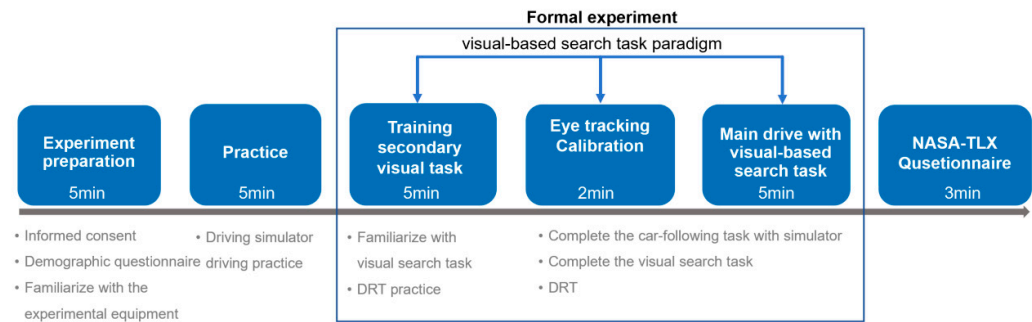 Formal experiment
visual-based search task paradigm
Experiment
preparation
5min
Practice
5min
Training
secondary
visual task
5min
Eye tracking
Calibration
2min
Main drive with
visual-based
search task
5min
NASA-TLX
Qusetionnaire
3min
• Informed consent
• Demographic questionnaire
• Familiarize with the
experimental equipment
• Driving simulator
driving practice
• Familiarize with
visual search task
• DRT practice
• Complete the car-following task with simulator
• Complete the visual search task
• DRT